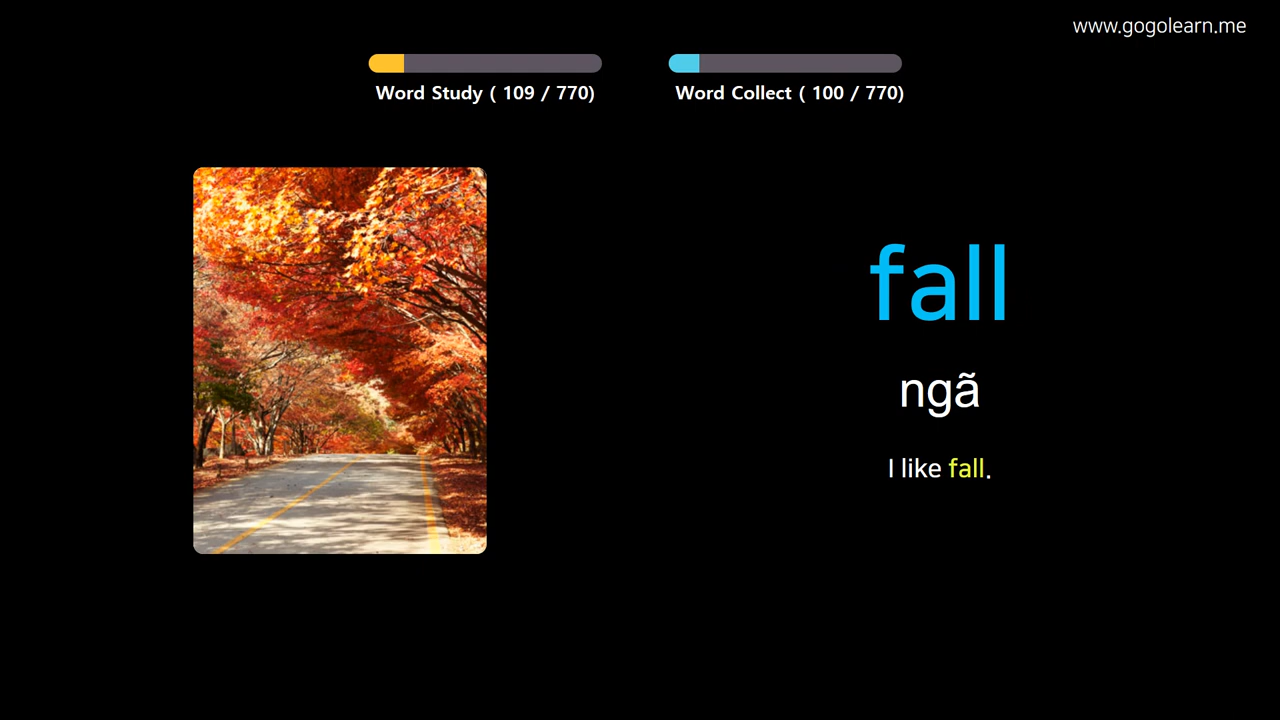 www.gogolearn.me
Word Study ( 109 / 770)
Word Collect ( 100 / 770)
fall
ngã
I like fall.